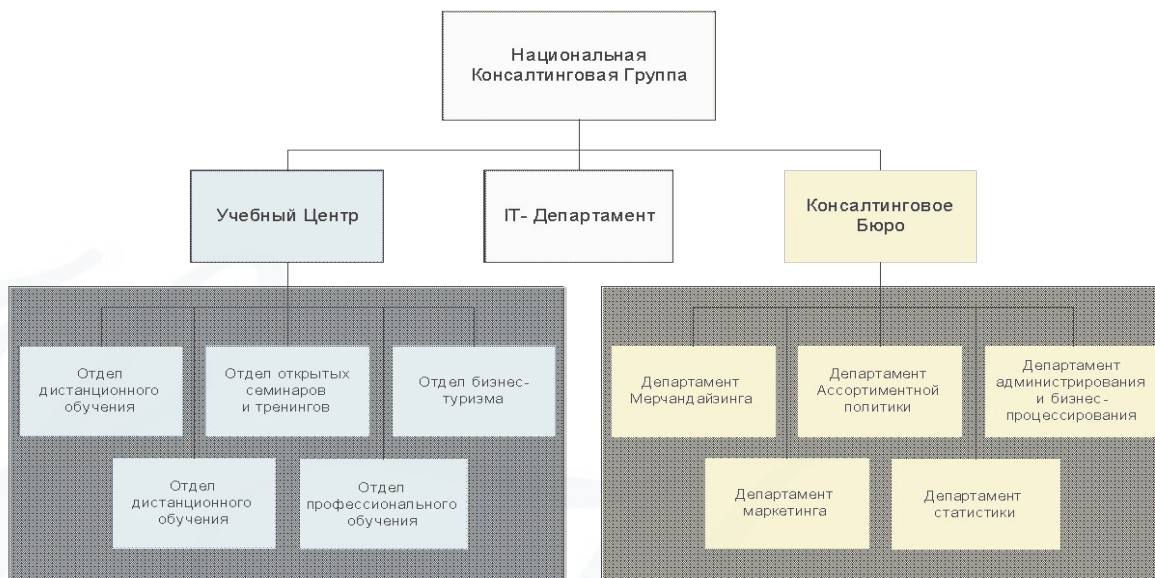 Национальная
Консалтинговая Группа
Учебный Центр
IT- Департамент
Консалтинговое
Бюро
Отдел
дистанционного
обучения
Отдел открытых
семинаров
и тренингов
Отдел бизнес-
туризма
Департамент
Мерчандайзинга
Департамент
Ассортиментной
политики
Департамент
администрирования
и бизнес-
процессирования
Отдел
дистанционного
обучения
Отдел
профессионального
обучения
Департамент
маркетинга
Департамент
статистики